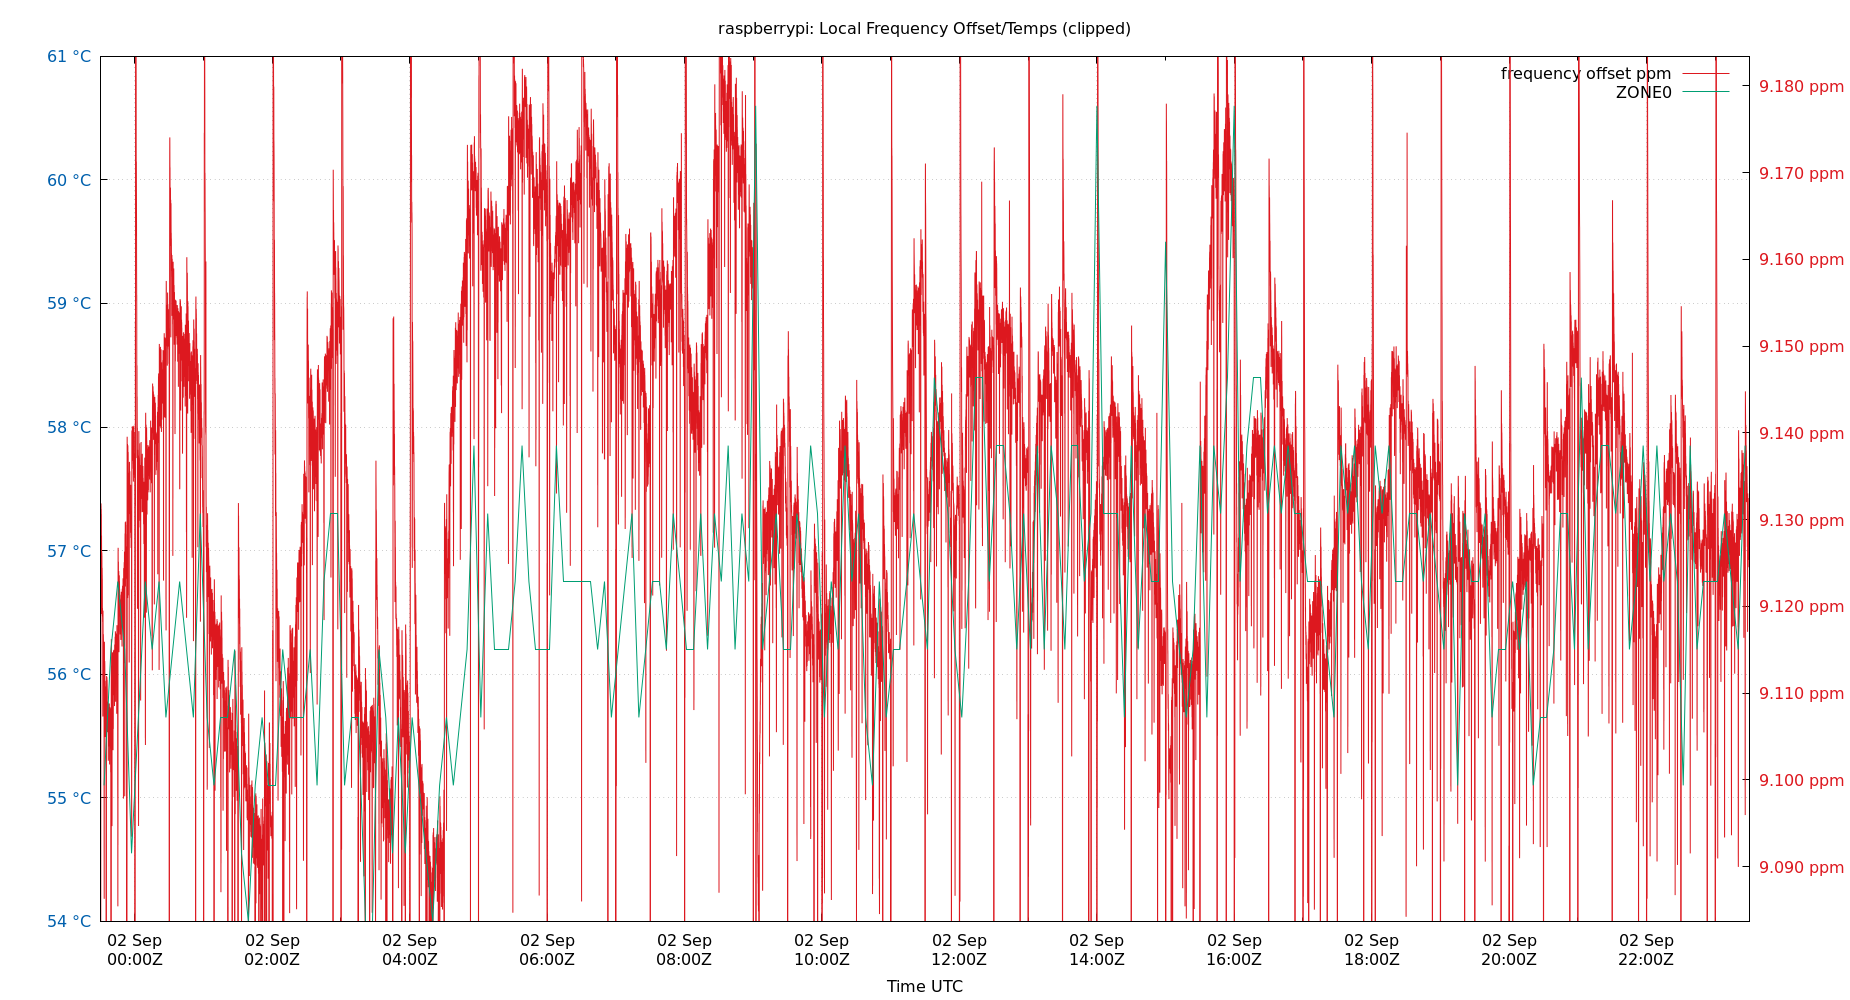 raspberrypi: Local Frequency Offset/Temps (clipped)
61 °C
60 °C
59 °C
58 °C
57 °C
56 °C
55 °C
54 °C
frequency offset ppm
ZONE0
9.180 ppm
9.170 ppm
9.160 ppm
9.150 ppm
9.140 ppm
9.130 ppm
9.120 ppm
9.110 ppm
9.100 ppm
9.090 ppm
02 Sep 02 Sep 02 Sep 02 Sep 02 Sep 02 Sep 02 Sep 02 Sep 02 Sep 02 Sep 02 Sep 02 Sep
00:00Z 02:00Z 04:00Z 06:00Z 08:00Z 10:00Z 12:00Z 14:00Z 16:00Z 18:00Z 20:00Z 22:00Z
Time UTC